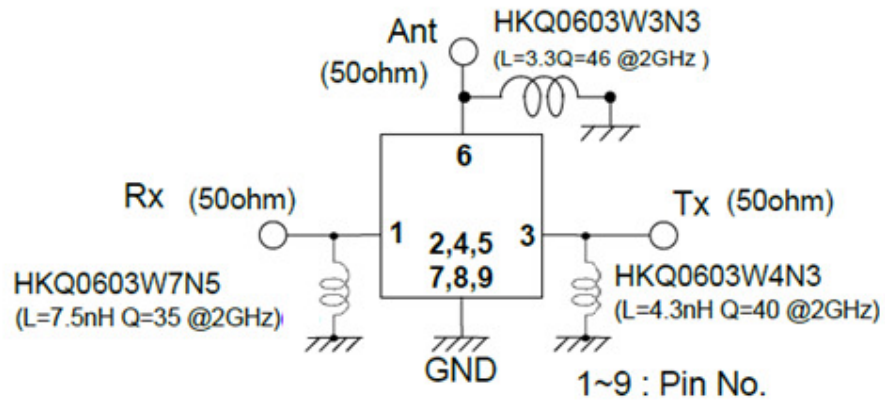 Ant
(50ohm)
HKQ0603W3N3
(L=3.3Q=46 @2GHz )
6
Rx (50ohm)
1
2,4,5
7,8,9
3
Tx (50ohm)
HKQ0603W7N5
(L=7.5nH Q=35 @2GHz)
HKQ0603W4N3
(L=4.3nH Q=40 @2GHz)
GND
1~9 : Pin No.